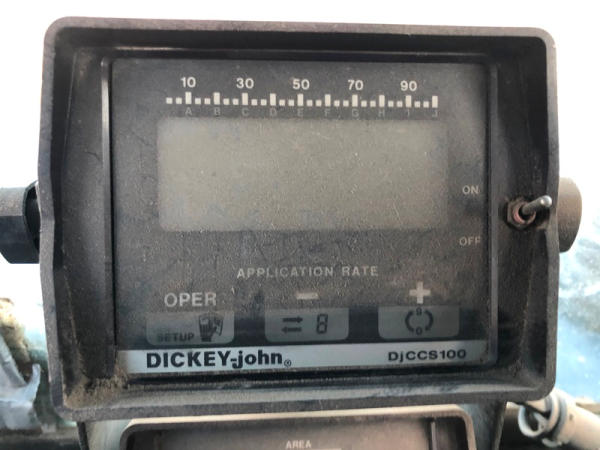 10 30 50 70 90
A B C D E F G H I J
ON
OFF
APPLICATION RATE
OPER - +
SETUP 8
DICKEY-john® DjCCS100
AREA